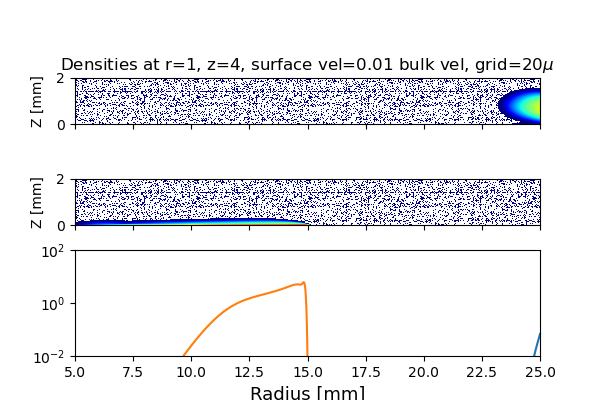 Densities at r=1, z=4, surface vel=0.01 bulk vel, grid=20μ
2
Z [mm]
0
2
Z [mm]
0
10²
10⁰
10⁻²
5.0 7.5 10.0 12.5 15.0 17.5 20.0 22.5 25.0
Radius [mm]